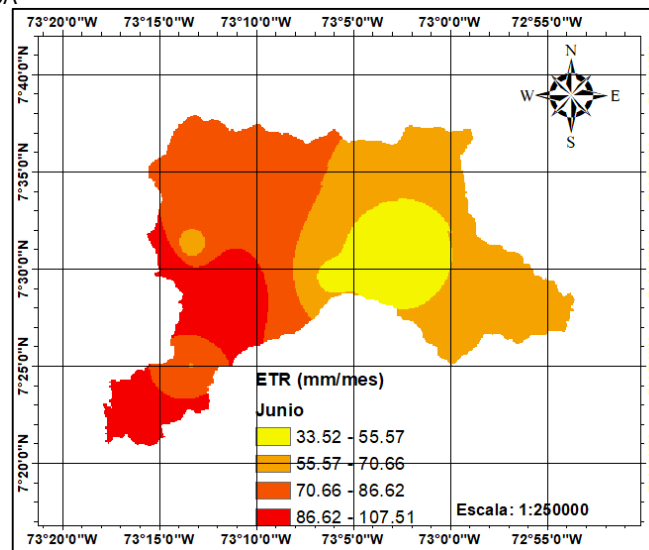 73°20'0"W 73°15'0"W 73°10'0"W 73°5'0"W 73°0'0"W 72°55'0"W
N
W E
S
7°40'0"N
7°35'0"N
7°30'0"N
7°25'0"N
7°20'0"N
ETR (mm/mes)
Junio
33.52 - 55.57
55.57 - 70.66
70.66 - 86.62
86.62 - 107.51
Escala: 1:250000
73°20'0"W 73°15'0"W 73°10'0"W 73°5'0"W 73°0'0"W 72°55'0"W